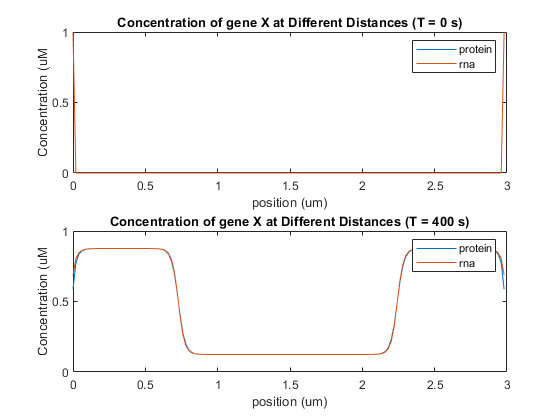 Concentration of gene X at Different Distances (T = 0 s)
1
0.5
0
Concentration (uM
protein
rna
0 0.5 1 1.5 2 2.5 3
position (um)
Concentration of gene X at Different Distances (T = 400 s)
1
0.5
0
Concentration (uM
protein
rna
0 0.5 1 1.5 2 2.5 3
position (um)